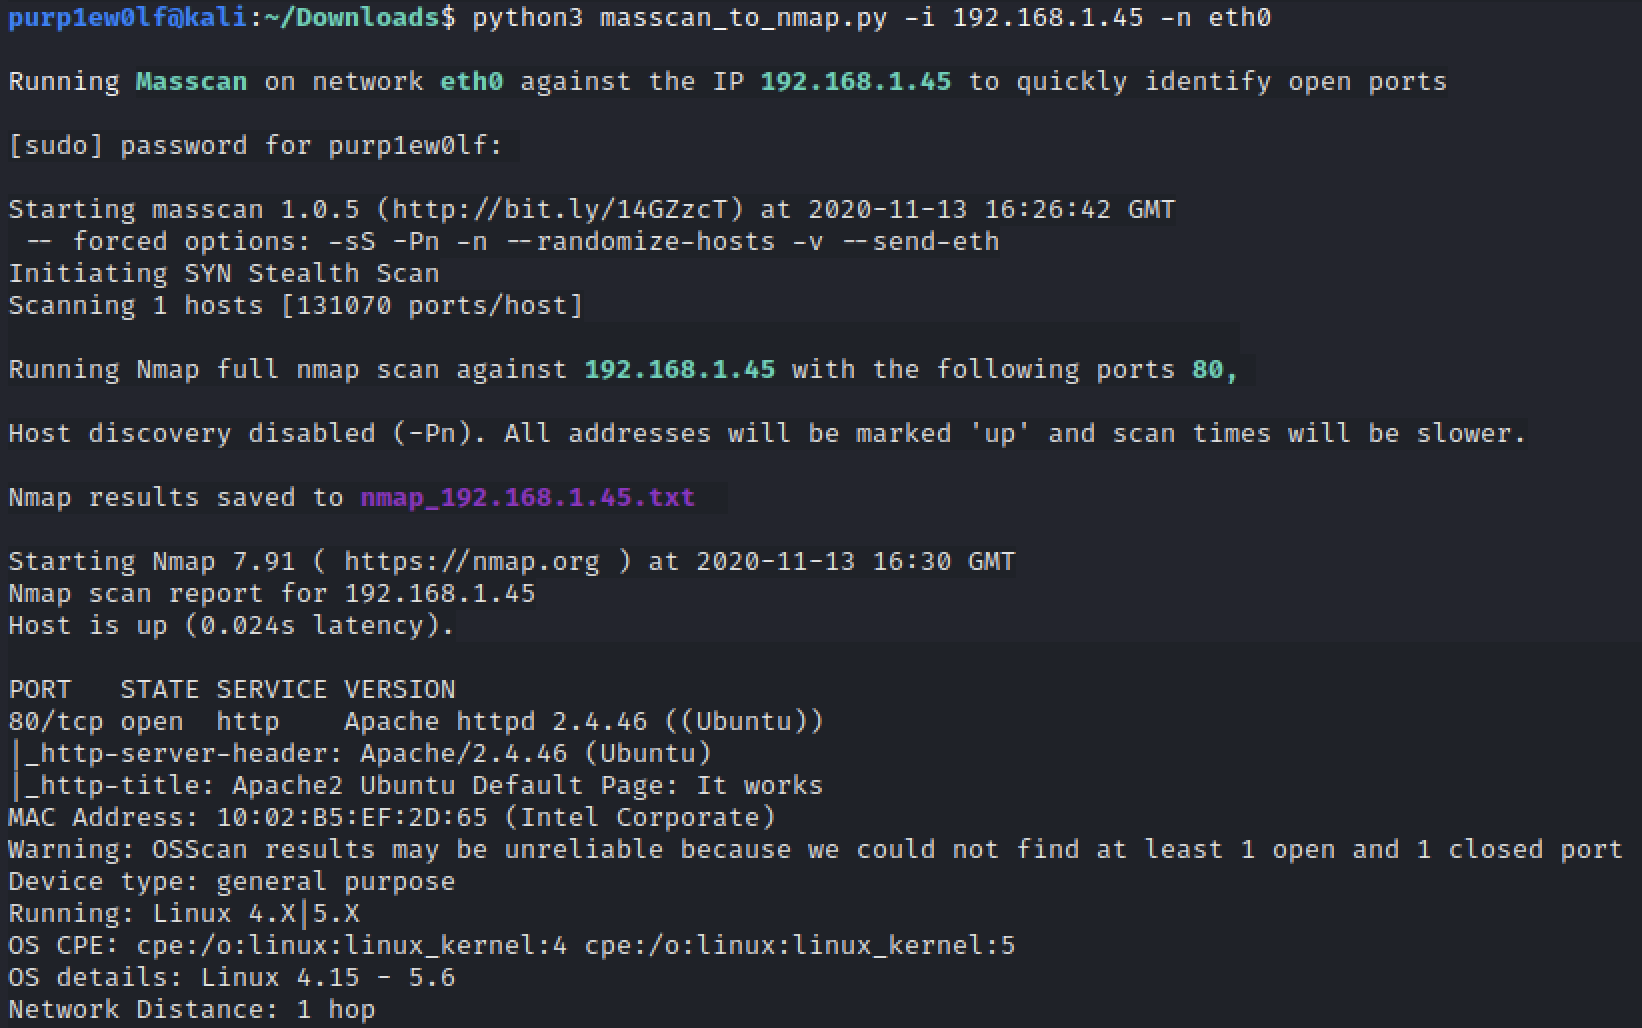 purp1ew0lf@kali:~/Downloads$ python3 masscan_to_nmap.py -i 192.168.1.45 -n eth0
Running Masscan on network eth0 against the IP 192.168.1.45 to quickly identify open ports
[sudo] password for purp1ew0lf:
Starting masscan 1.0.5 (http://bit.ly/14GZzcT) at 2020-11-13 16:26:42 GMT
 -- forced options: -sS -Pn -n --randomize-hosts -v --send-eth
Initiating SYN Stealth Scan
Scanning 1 hosts [131070 ports/host]
Running Nmap full nmap scan against 192.168.1.45 with the following ports 80,
Host discovery disabled (-Pn). All addresses will be marked 'up' and scan times will be slower.
Nmap results saved to nmap_192.168.1.45.txt
Starting Nmap 7.91 ( https://nmap.org ) at 2020-11-13 16:30 GMT
Nmap scan report for 192.168.1.45
Host is up (0.024s latency).
PORT   STATE SERVICE VERSION
80/tcp open  http    Apache httpd 2.4.46 ((Ubuntu))
|_http-server-header: Apache/2.4.46 (Ubuntu)
|_http-title: Apache2 Ubuntu Default Page: It works
MAC Address: 10:02:B5:EF:2D:65 (Intel Corporate)
Warning: OSScan results may be unreliable because we could not find at least 1 open and 1 closed port
Device type: general purpose
Running: Linux 4.X|5.X
OS CPE: cpe:/o:linux:linux_kernel:4 cpe:/o:linux:linux_kernel:5
OS details: Linux 4.15 - 5.6
Network Distance: 1 hop